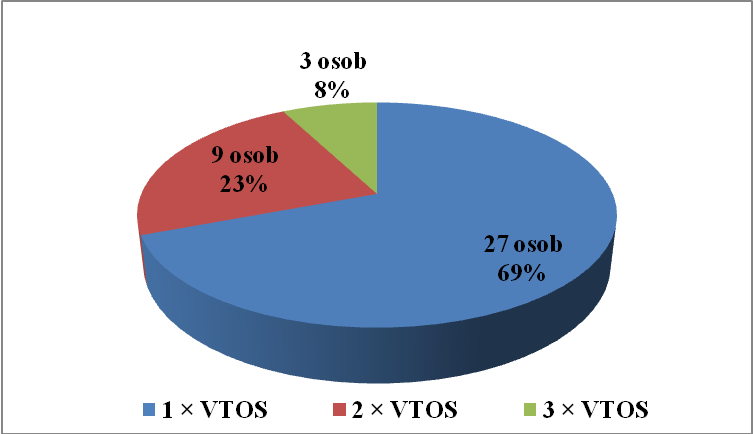 3 osob
8%
9 osob
23%
27 osob
69%
1 × VTOS
2 × VTOS
3 × VTOS